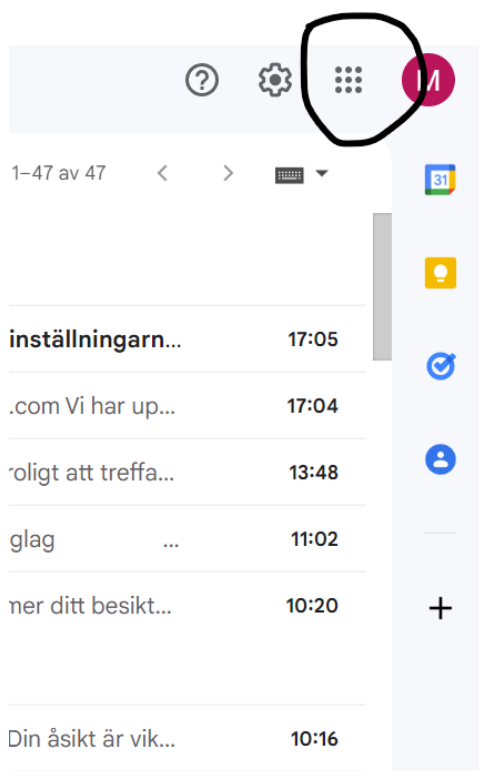 M
1–47 av 47
31
inställningarn...
17:05
.com Vi har up...
17:04
roligt att treffa...
13:48
glag ...
11:02
mer ditt besikt...
10:20
Din åsikt är vik...
10:16